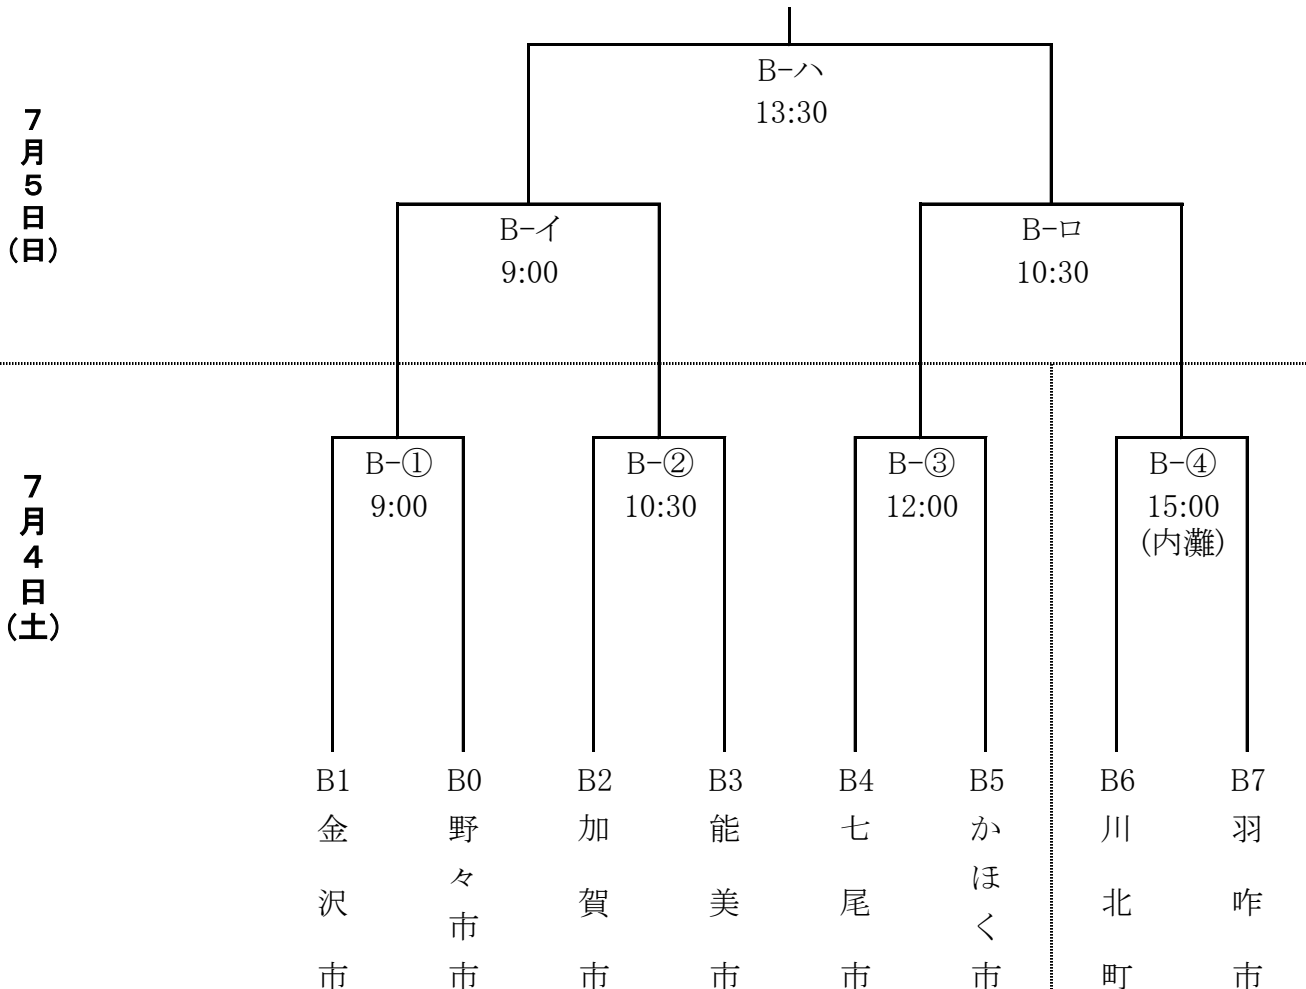 B-ハ
13:30
７月５日(日)
B-イ
9:00
B-ロ
10:30
７月４日(土)
B-①
9:00
B-②
10:30
B-③
12:00
B-④
15:00
(内灘)
B1
金沢市
B0
野々市市
B2
加賀市
B3
能美市
B4
七尾市
B5
かほく市
B6
川北町
B7
羽咋市